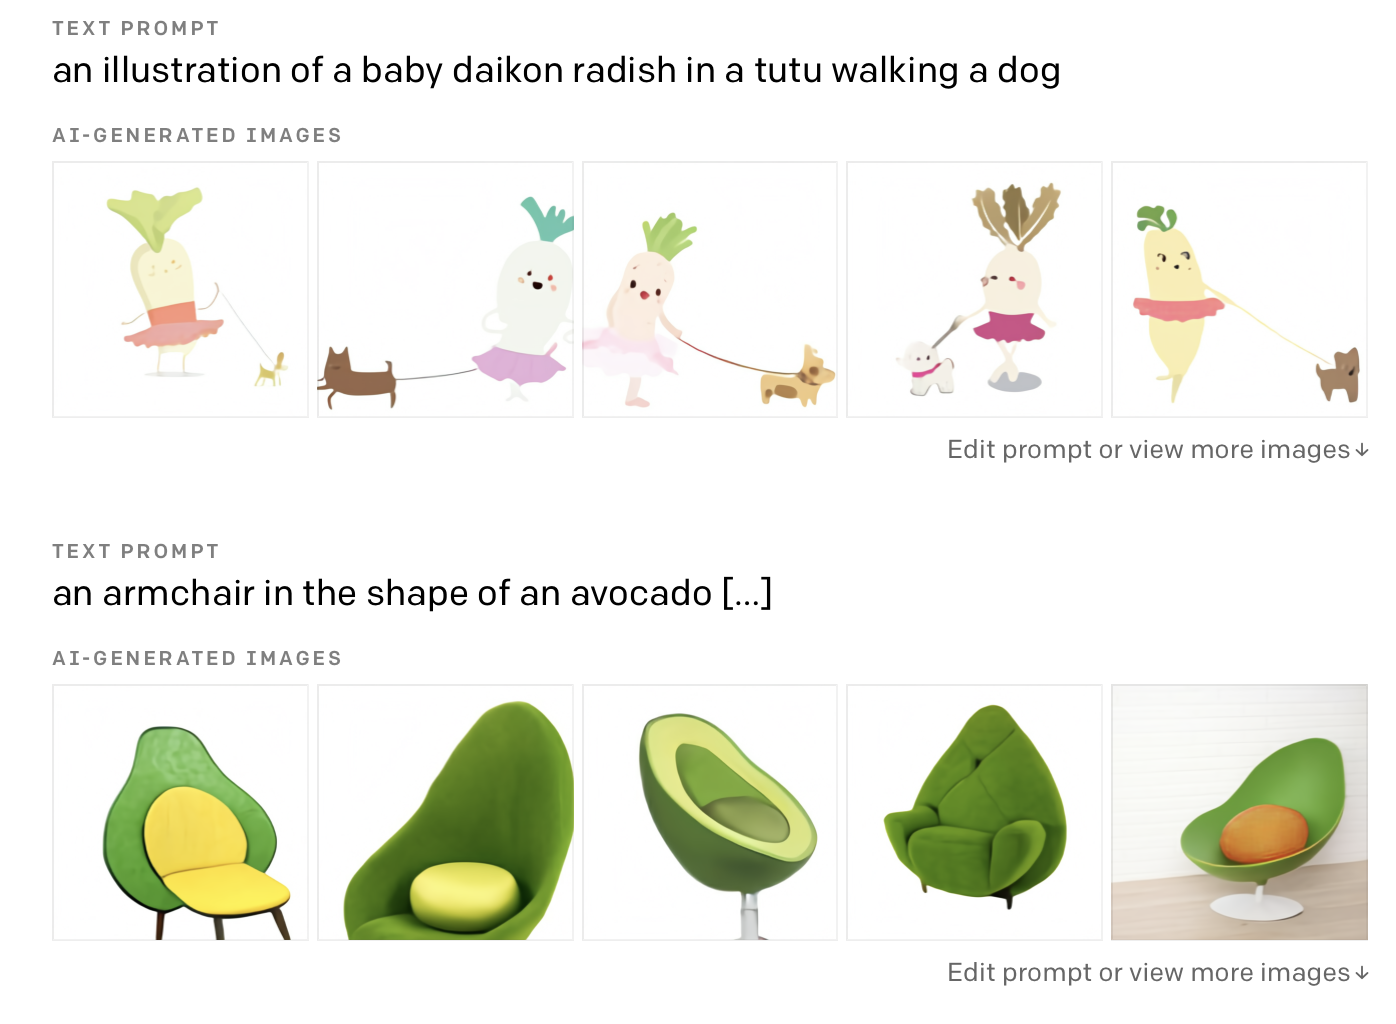 TEXT PROMPT
an illustration of a baby daikon radish in a tutu walking a dog
AI-GENERATED IMAGES
Edit prompt or view more images↓
TEXT PROMPT
an armchair in the shape of an avocado [...]
AI-GENERATED IMAGES
Edit prompt or view more images↓